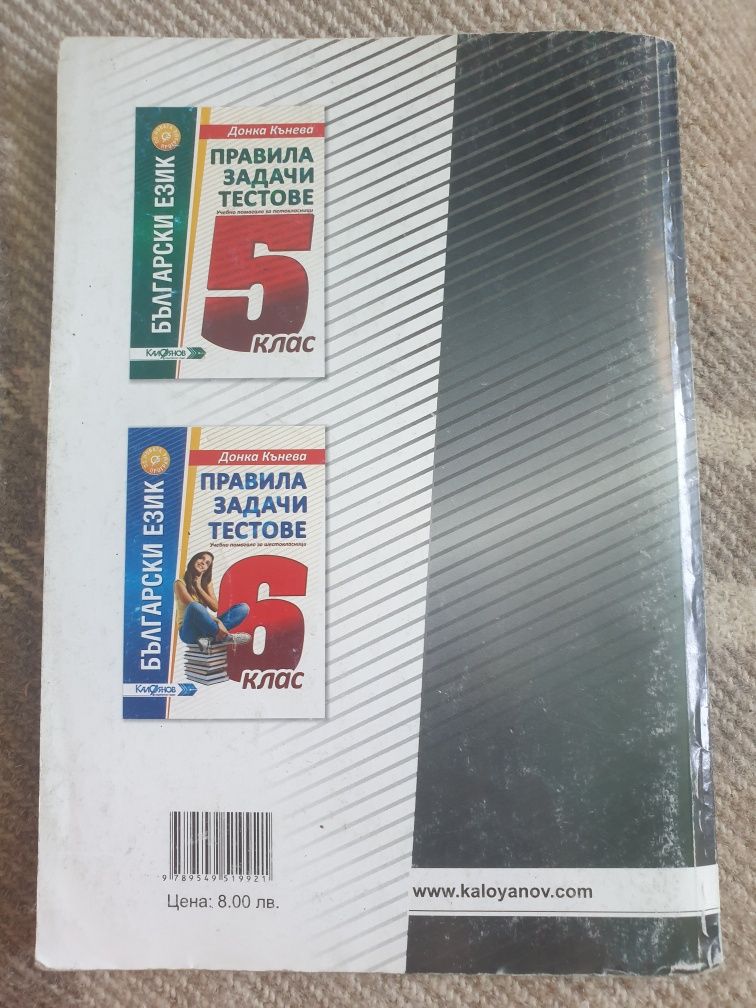 Донка Кънева
ПРАВИЛА
ЗАДАЧИ
ТЕСТОВЕ
Учебно помагало за петокласници
5
клас
БЪЛГАРСКИ ЕЗИК
КАЛОЯНОВ
Донка Кънева
ПРАВИЛА
ЗАДАЧИ
ТЕСТОВЕ
Учебно помагало за шестокласници
6
клас
БЪЛГАРСКИ ЕЗИК
КАЛОЯНОВ
9 789549 519921
Цена: 8.00 лв.
www.kaloyanov.com